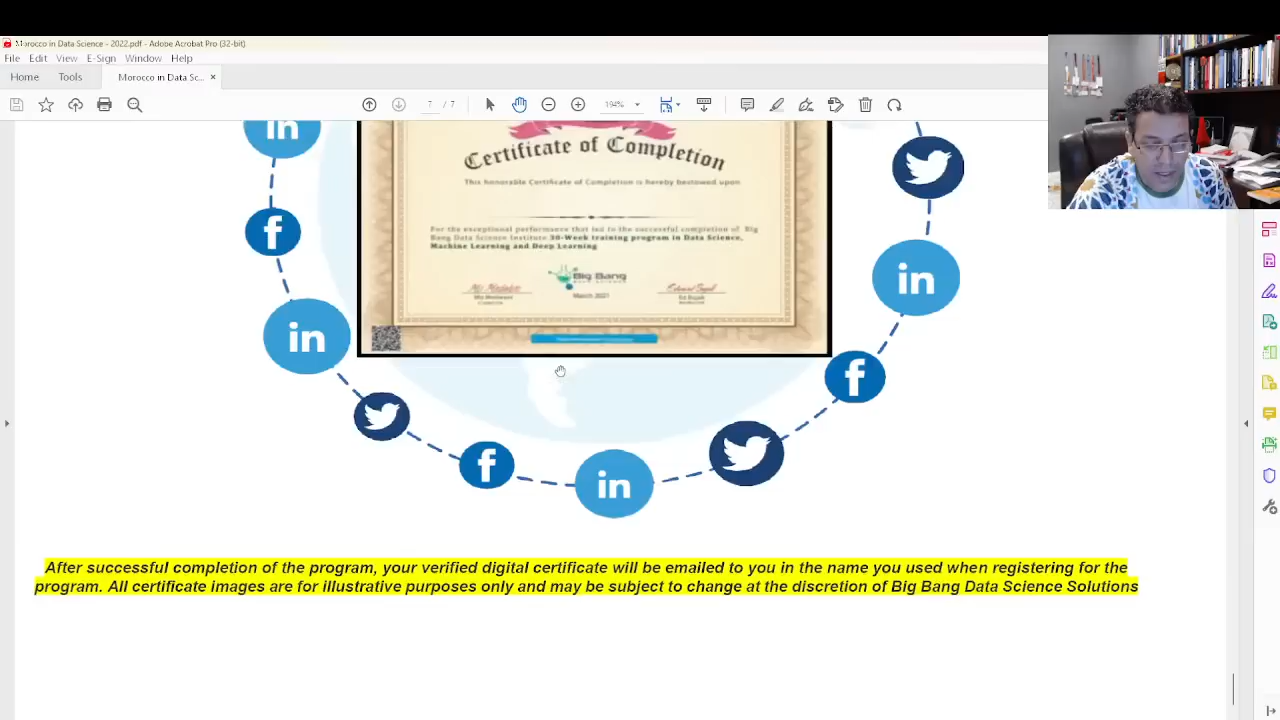 Morocco in Data Science - 2022.pdf - Adobe Acrobat Pro (32-bit)
File Edit View E-Sign Window Help
Home Tools Morocco in Data Sc... ×
7 / 7 194%
Certificate of Completion
This honorable Certificate of Completion is hereby bestowed upon
For the exceptional performance that led to the successful completion of Big
Bang Data Science Institute 30-Week training program in Data Science,
Machine Learning and Deep Learning
Big Bang
March 2021
in
f
in
f
in
f
in
After successful completion of the program, your verified digital certificate will be emailed to you in the name you used when registering for the
program. All certificate images are for illustrative purposes only and may be subject to change at the discretion of Big Bang Data Science Solutions